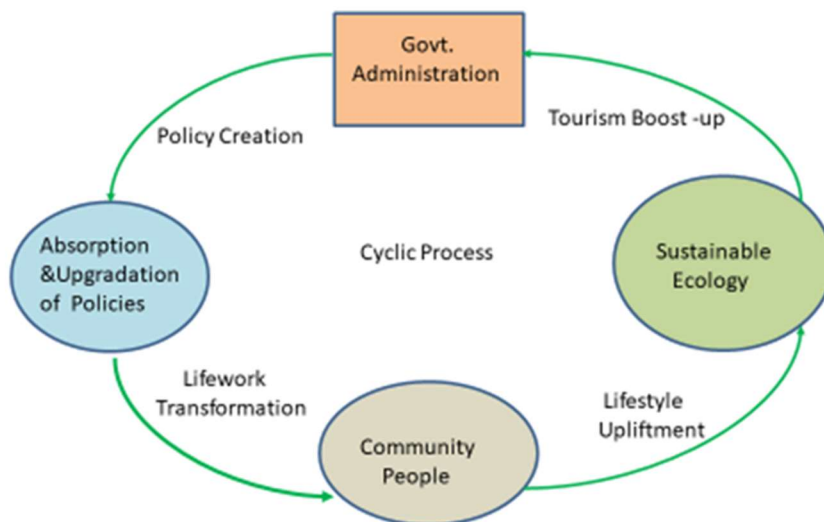 Govt.
Administration
Policy Creation
Tourism Boost -up
Absorption
&Upgradation
of Policies
Cyclic Process
Sustainable
Ecology
Lifework
Transformation
Community
People
Lifestyle
Upliftment